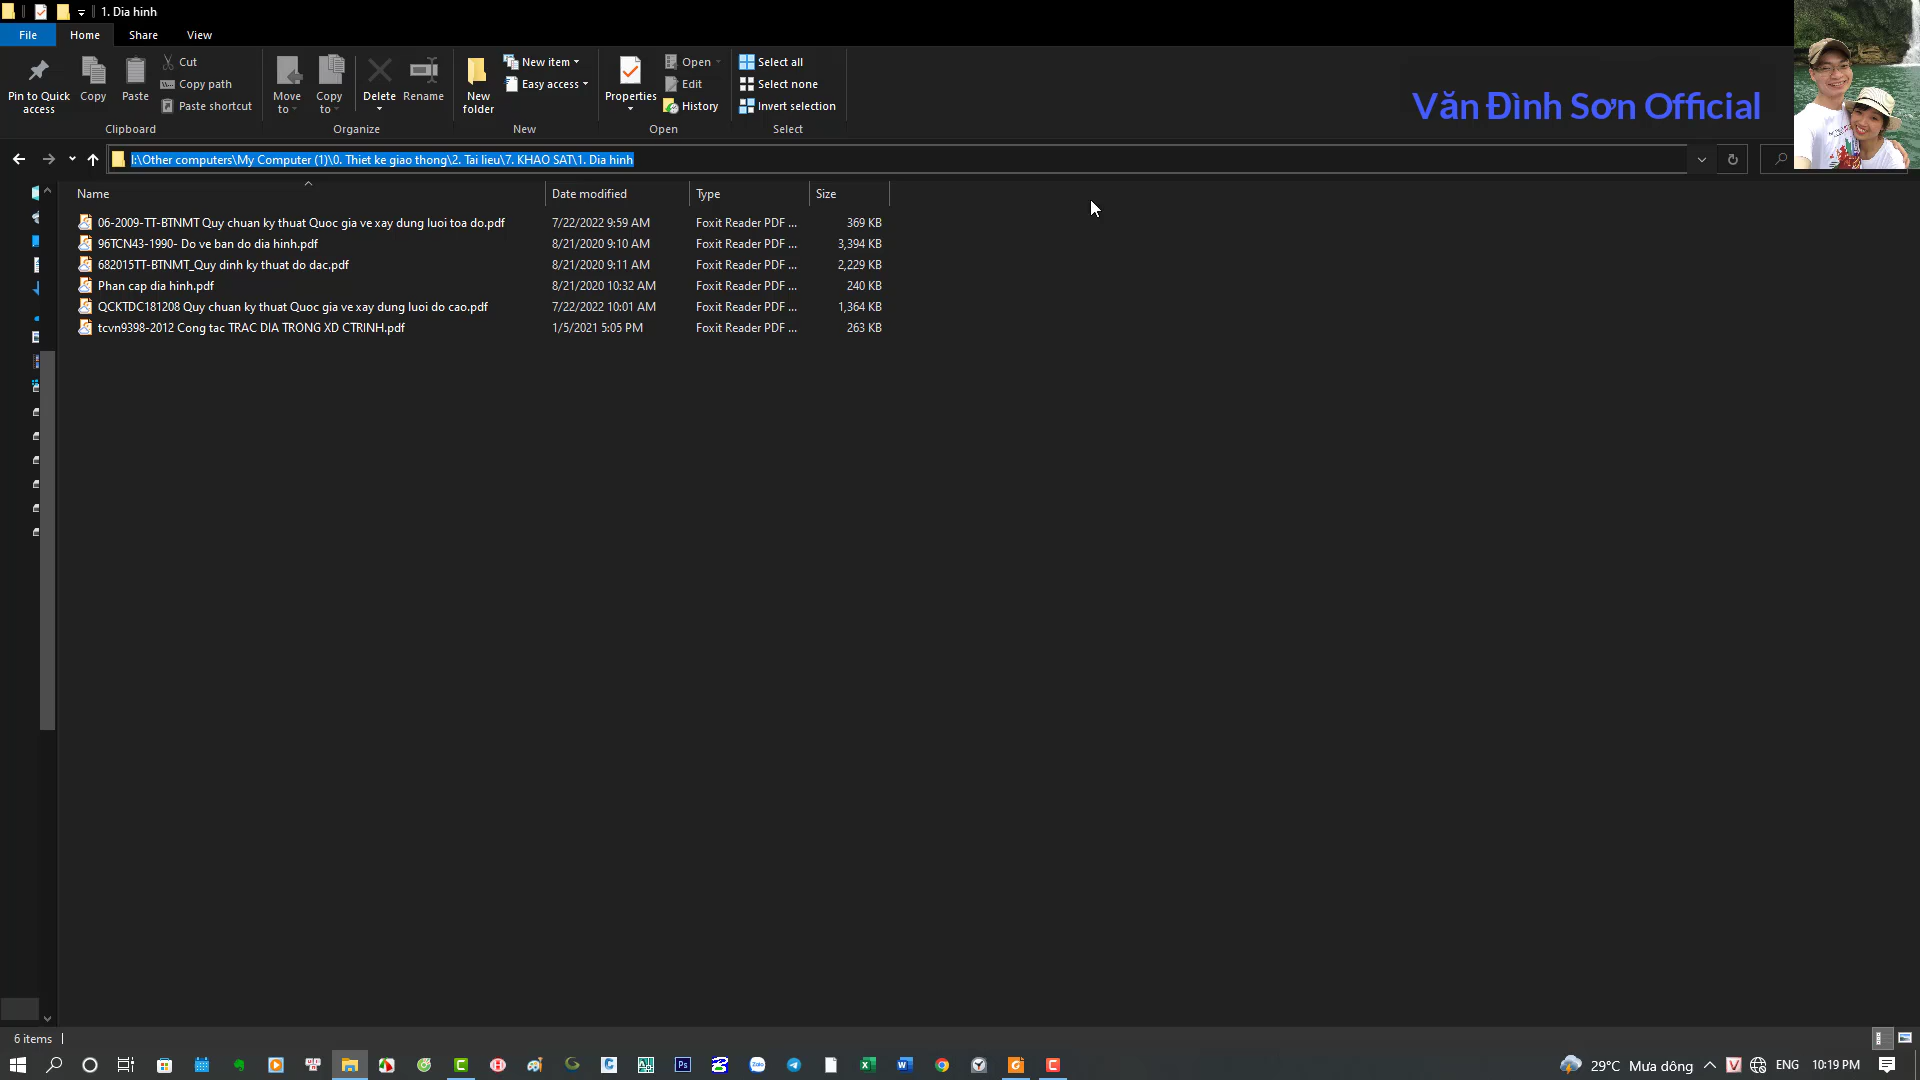 1. Dia hinh
File Home Share View
Pin to Quick access
Copy
Paste
Cut
Copy path
Paste shortcut
Clipboard
Move to
Copy to
Delete
Rename
Organize
New folder
New item
Easy access
New
Properties
Open
Edit
History
Open
Select all
Select none
Invert selection
Select
Văn Đình Sơn Official
I:\Other computers\My Computer (1)\0. Thiet ke giao thong\2. Tai lieu\7. KHAO SAT\1. Dia hinh
Name Date modified Type Size
06-2009-TT-BTNMT Quy chuan ky thuat Quoc gia ve xay dung luoi toa do.pdf 7/22/2022 9:59 AM Foxit Reader PDF ... 369 KB
96TCN43-1990- Do ve ban do dia hinh.pdf 8/21/2020 9:10 AM Foxit Reader PDF ... 3,394 KB
682015TT-BTNMT_Quy dinh ky thuat do dac.pdf 8/21/2020 9:11 AM Foxit Reader PDF ... 2,229 KB
Phan cap dia hinh.pdf 8/21/2020 10:32 AM Foxit Reader PDF ... 240 KB
QCKTDC181208 Quy chuan ky thuat Quoc gia ve xay dung luoi do cao.pdf 7/22/2022 10:01 AM Foxit Reader PDF ... 1,364 KB
tcvn9398-2012 Cong tac TRAC DIA TRONG XD CTRINH.pdf 1/5/2021 5:05 PM Foxit Reader PDF ... 263 KB
6 items
29°C Mưa dông ENG 10:19 PM